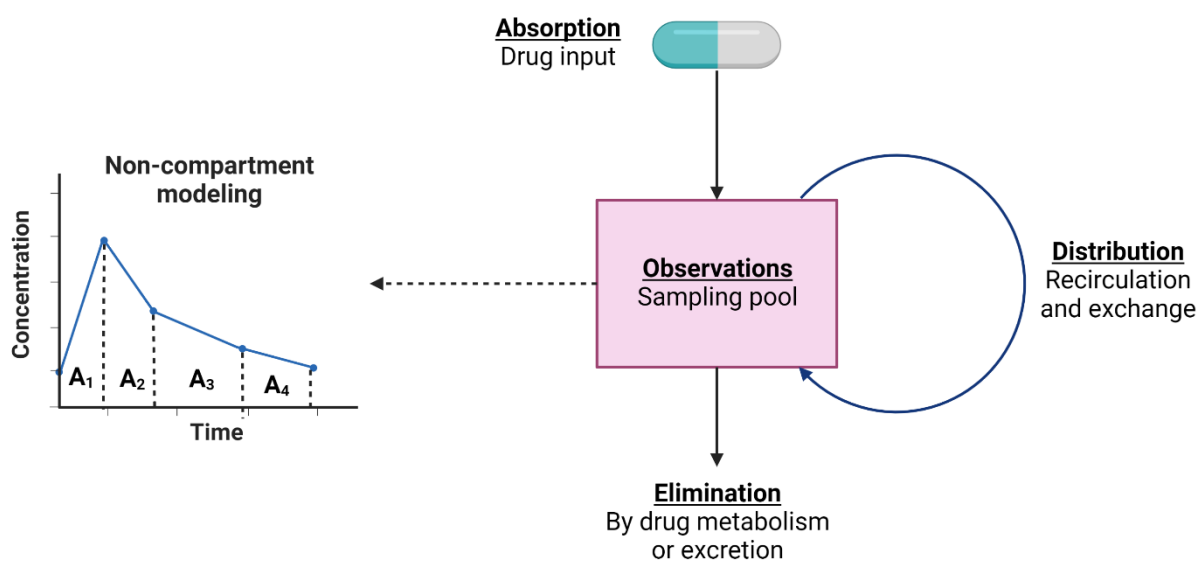 Absorption
Drug input
Non-compartment
modeling
Concentration
A₁
A₂
A₃
A₄
Time
Observations
Sampling pool
Distribution
Recirculation
and exchange
Elimination
By drug metabolism
or excretion